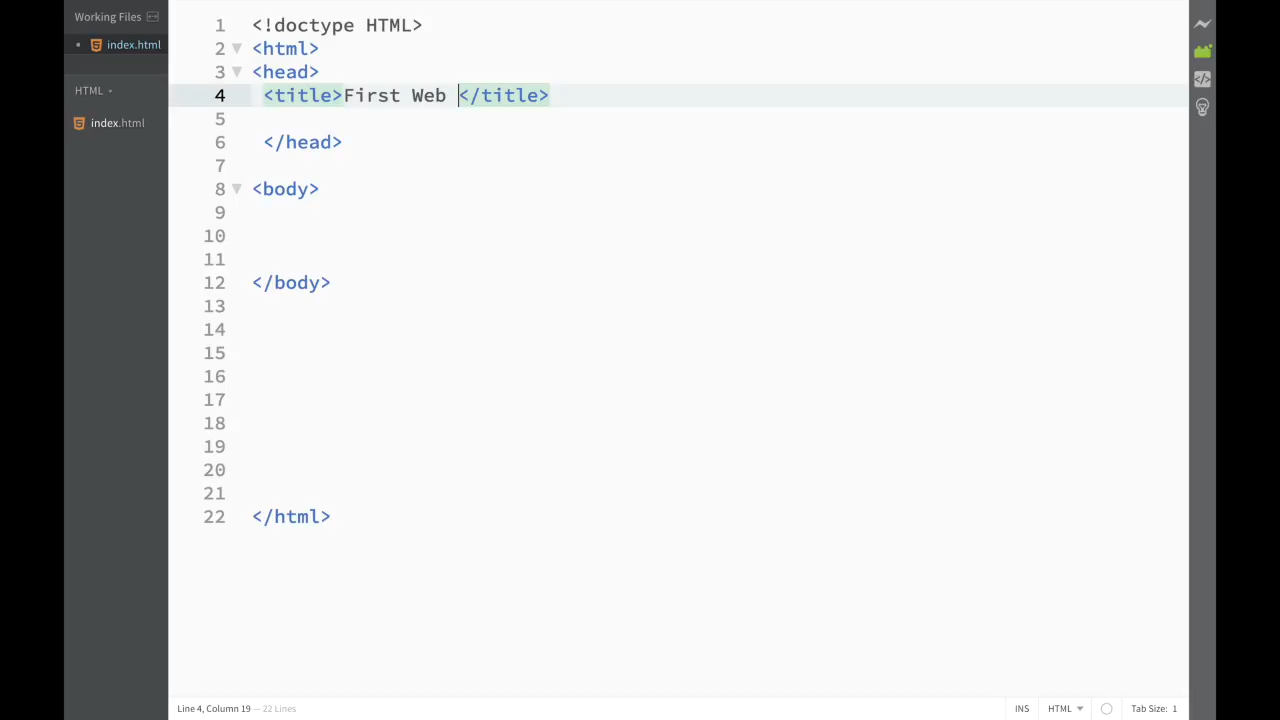 Working Files
index.html
HTML
index.html
1 <!doctype HTML>
2 <html>
3 <head>
4 <title>First Web </title>
5
6 </head>
7
8 <body>
9
10
11
12 </body>
13
14
15
16
17
18
19
20
21
22 </html>
Line 4, Column 19 — 22 Lines
INS HTML Tab Size: 1